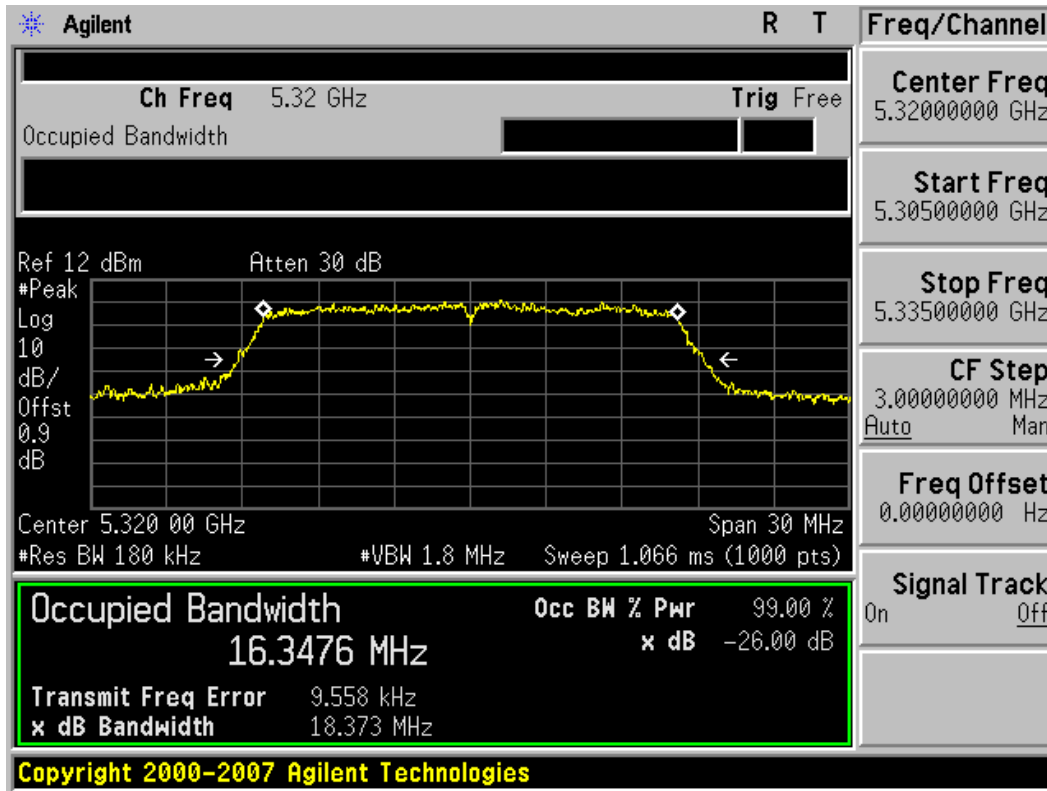 Agilent R T
Freq/Channel
Ch Freq 5.32 GHz Trig Free
Occupied Bandwidth
Center Freq
5.32000000 GHz
Start Freq
5.30500000 GHz
Stop Freq
5.33500000 GHz
CF Step
3.00000000 MHz
Auto Man
Freq Offset
0.00000000 Hz
Signal Track
On Off
Ref 12 dBm Atten 30 dB
#Peak
Log
10
dB/
Offst
0.9
dB
Center 5.320 00 GHz Span 30 MHz
#Res BW 180 kHz #VBW 1.8 MHz Sweep 1.066 ms (1000 pts)
Occupied Bandwidth Occ BW % Pwr 99.00 %
16.3476 MHz x dB -26.00 dB
Transmit Freq Error 9.558 kHz
x dB Bandwidth 18.373 MHz
Copyright 2000-2007 Agilent Technologies